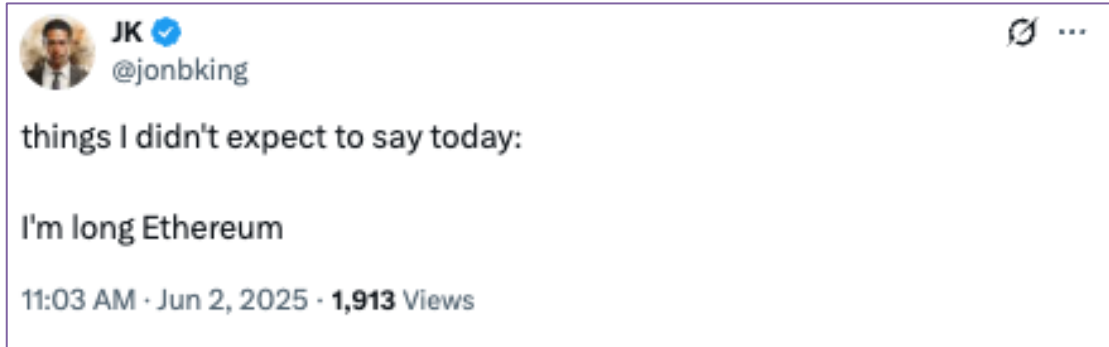 JK
@jonbking
things I didn't expect to say today:
I'm long Ethereum
11:03 AM · Jun 2, 2025 · 1,913 Views